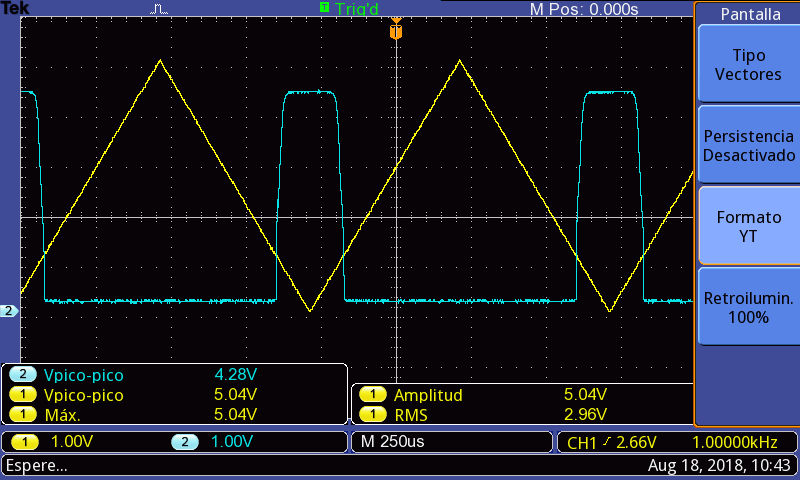 Tek T Trig'd M Pos: 0.000s
T
Pantalla
Tipo
Vectores
Persistencia
Desactivado
Formato
YT
Retroilumin.
100%
2
2 Vpico-pico 4.28V
1 Vpico-pico 5.04V
1 Máx. 5.04V
1 Amplitud 5.04V
1 RMS 2.96V
1 1.00V 2 1.00V M 250us CH1 2.66V 1.00000kHz
Espere... Aug 18, 2018, 10:43